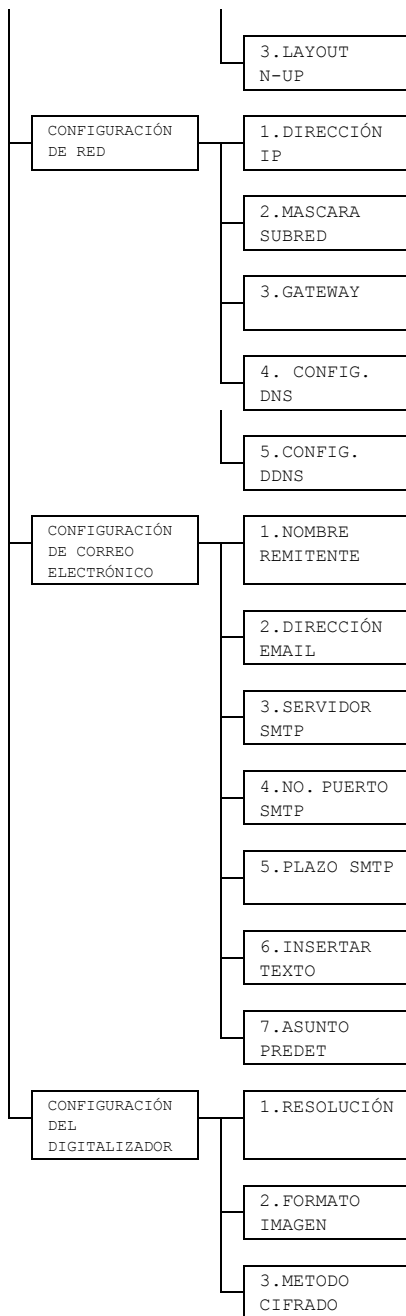 3.LAYOUT
N-UP
CONFIGURACIÓN
DE RED
1.DIRECCIÓN
IP
2.MASCARA
SUBRED
3.GATEWAY
4. CONFIG.
DNS
5.CONFIG.
DDNS
CONFIGURACIÓN
DE CORREO
ELECTRÓNICO
1.NOMBRE
REMITENTE
2.DIRECCIÓN
EMAIL
3.SERVIDOR
SMTP
4.NO. PUERTO
SMTP
5.PLAZO SMTP
6.INSERTAR
TEXTO
7.ASUNTO
PREDET
CONFIGURACIÓN
DEL
DIGITALIZADOR
1.RESOLUCIÓN
2.FORMATO
IMAGEN
3.METODO
CIFRADO